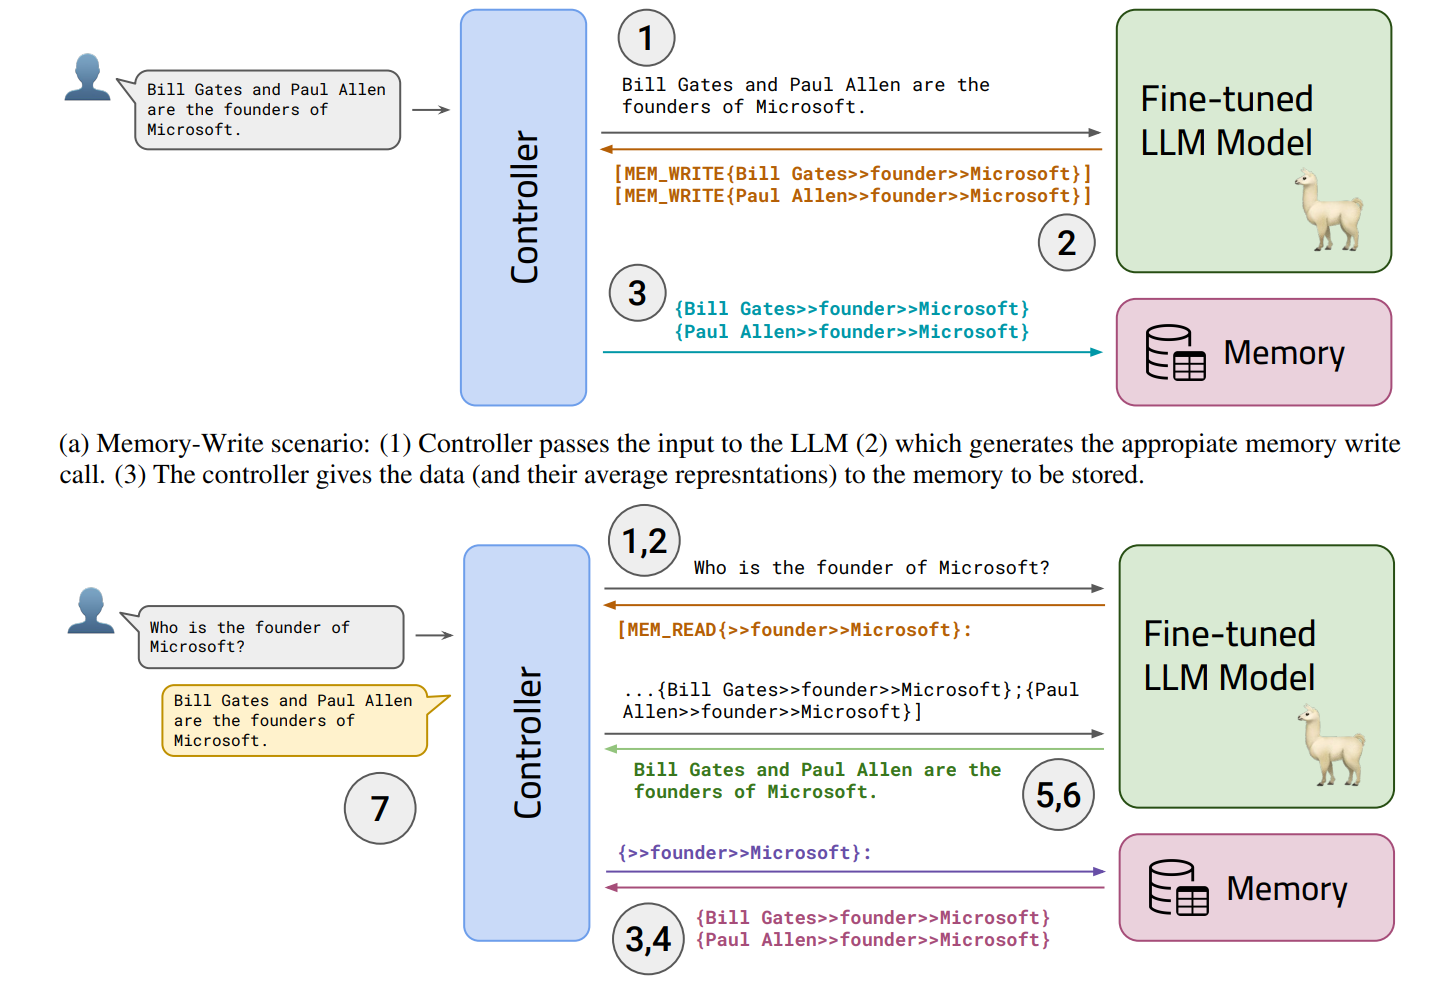 1
Bill Gates and Paul Allen
are the founders of
Microsoft.
Bill Gates and Paul Allen are the
founders of Microsoft.
Controller
[MEM_WRITE{Bill Gates>>founder>>Microsoft}]
[MEM_WRITE{Paul Allen>>founder>>Microsoft}]
2
Fine-tuned
LLM Model
3
{Bill Gates>>founder>>Microsoft}
{Paul Allen>>founder>>Microsoft}
Memory
(a) Memory-Write scenario: (1) Controller passes the input to the LLM (2) which generates the appropiate memory write
call. (3) The controller gives the data (and their average represntations) to the memory to be stored.
1,2
Who is the founder of
Microsoft?
Bill Gates and Paul Allen
are the founders of
Microsoft.
7
Controller
Who is the founder of Microsoft?
[MEM_READ{>>founder>>Microsoft}:
...{Bill Gates>>founder>>Microsoft};{Paul
Allen>>founder>>Microsoft}]
Bill Gates and Paul Allen are the
founders of Microsoft.
5,6
Fine-tuned
LLM Model
{>>founder>>Microsoft}:
3,4
{Bill Gates>>founder>>Microsoft}
{Paul Allen>>founder>>Microsoft}
Memory